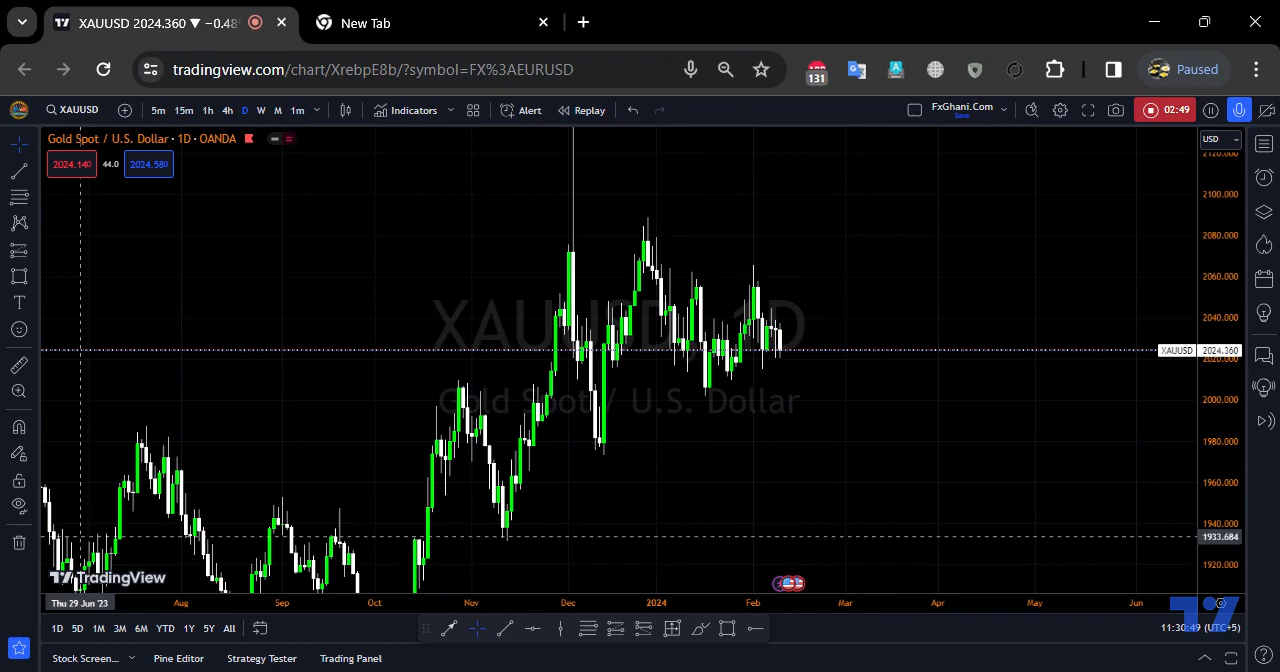 XAUUSD 2024.360 ▼ −0.48
New Tab
tradingview.com/chart/XrebpE8b/?symbol=FX%3AEURUSD
131
Paused
XAUUSD
5m 15m 1h 4h D W M 1m
Indicators
Alert
Replay
FxGhani.Com
Save
02:49
Gold Spot / U.S. Dollar · 1D · OANDA
USD
2024.140 44.0 2024.580
2120.000
2100.000
2080.000
2060.000
2040.000
XAUUSD 2024.360
2020.000
2000.000
1980.000
1960.000
1940.000
1933.684
1920.000
XAUUSD, 1D
Gold Spot / U.S. Dollar
TradingView
Thu 29 Jun '23 Aug Sep Oct Nov Dec 2024 Feb Mar Apr May Jun
1D 5D 1M 3M 6M YTD 1Y 5Y All
11:30:49 (UTC+5)
Stock Screen... Pine Editor Strategy Tester Trading Panel